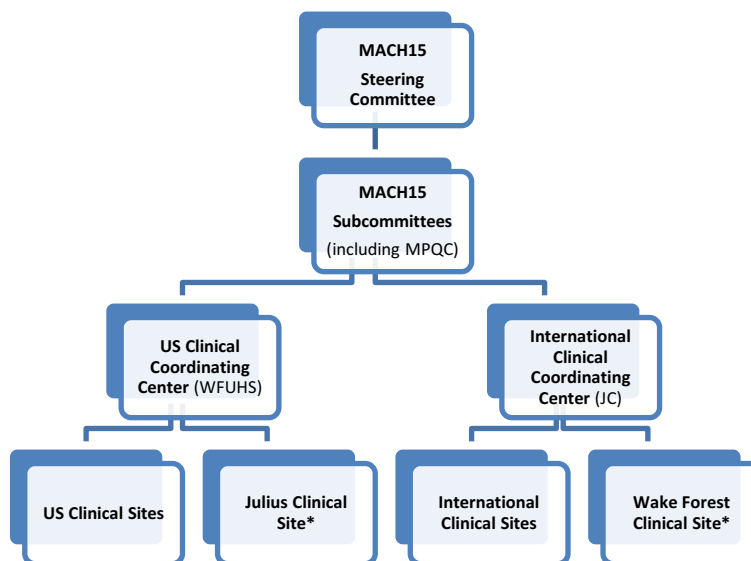 MACH15
Steering
Committee
MACH15
Subcommittees
(including MPQC)
US Clinical
Coordinating
Center (WFUHS)
International
Clinical
Coordinating
Center (JC)
US Clinical Sites
Julius Clinical
Site*
International
Clinical Sites
Wake Forest
Clinical Site*